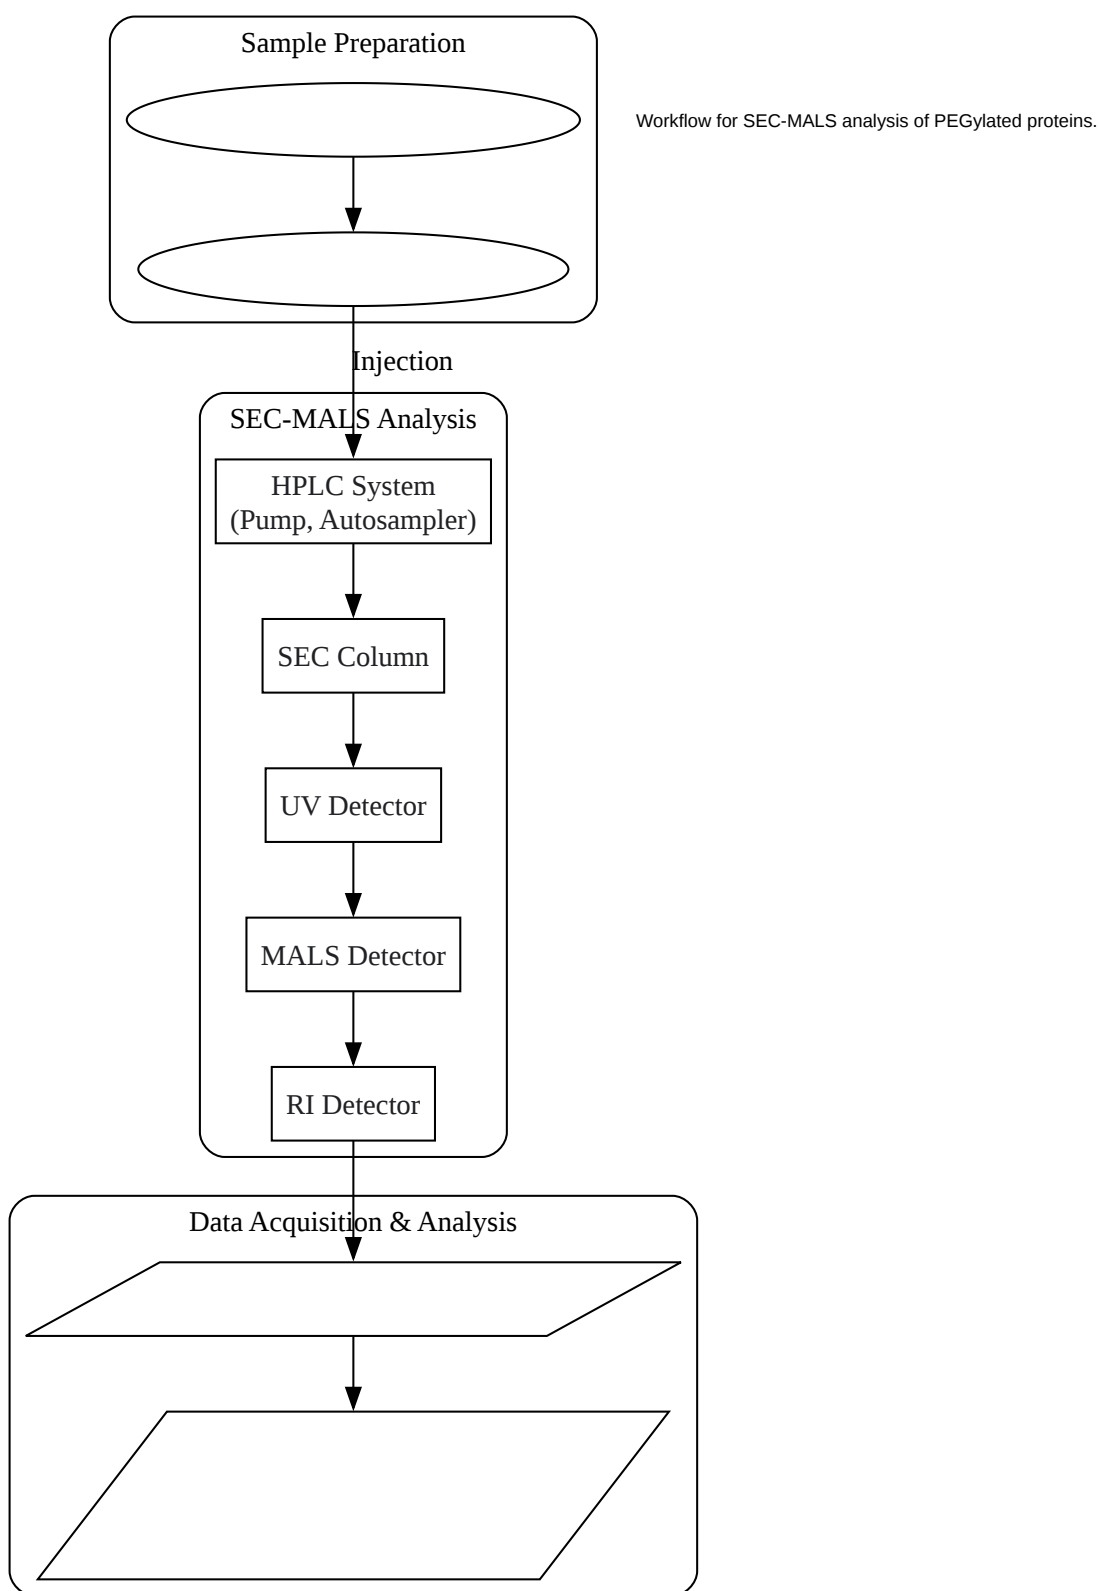 Sample Preparation
Workflow for SEC-MALS analysis of PEGylated proteins.
Injection
SEC-MALS Analysis
HPLC System
(Pump, Autosampler)
SEC Column
UV Detector
MALS Detector
RI Detector
Data Acquisition & Analysis